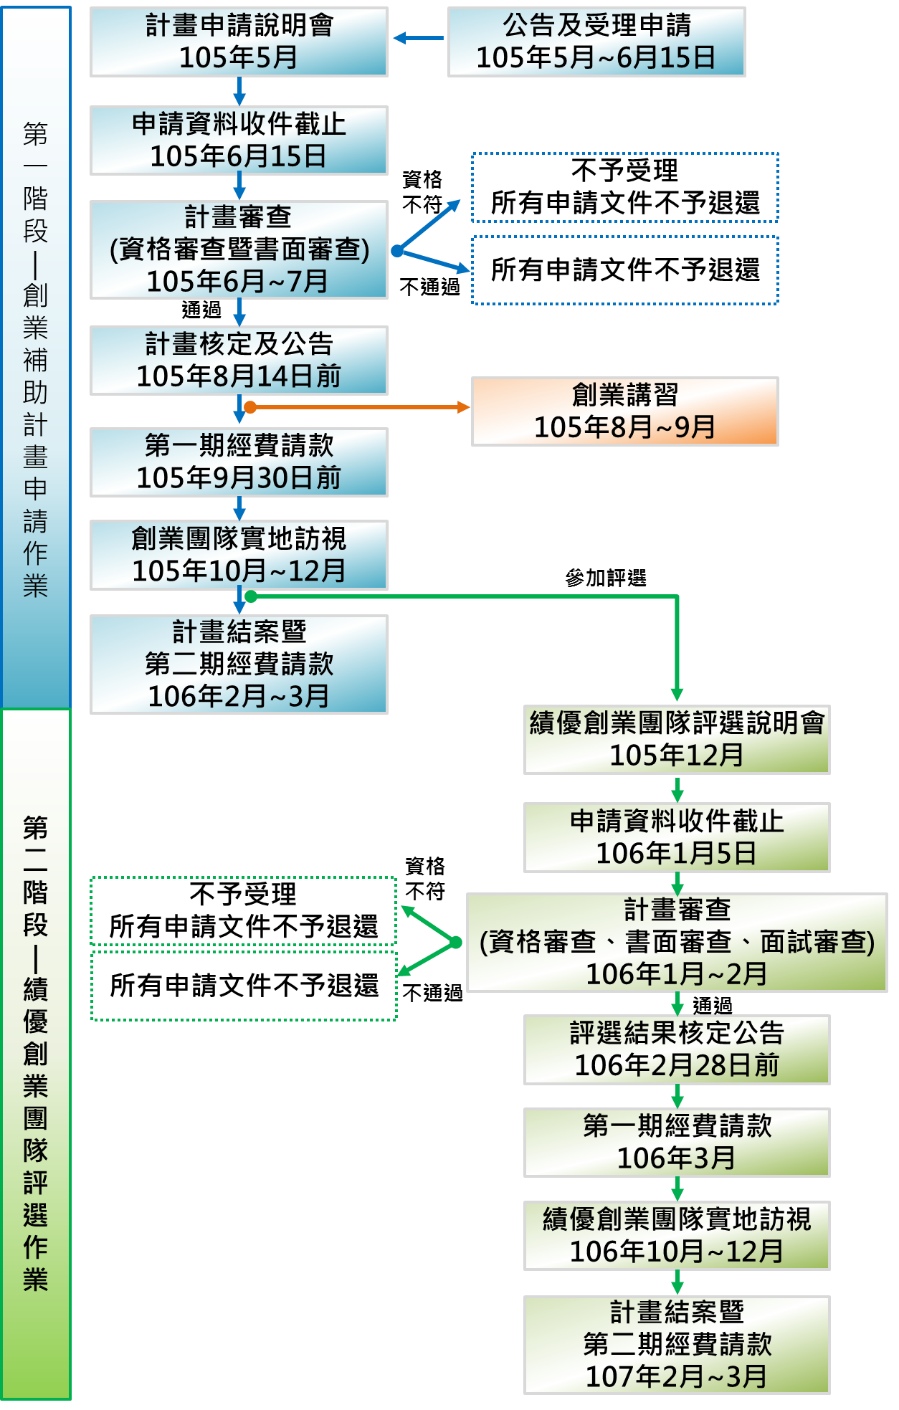 第一階段—創業補助計畫申請作業
計畫申請說明會
105年5月
公告及受理申請
105年5月~6月15日
申請資料收件截止
105年6月15日
計畫審查
(資格審查暨書面審查)
105年6月~7月
資格
不符
不予受理
所有申請文件不予退還
不通過
所有申請文件不予退還
通過
計畫核定及公告
105年8月14日前
創業講習
105年8月~9月
第一期經費請款
105年9月30日前
創業團隊實地訪視
105年10月~12月
參加評選
計畫結案暨
第二期經費請款
106年2月~3月
第二階段—績優創業團隊評選作業
績優創業團隊評選說明會
105年12月
申請資料收件截止
106年1月5日
計畫審查
(資格審查、書面審查、面試審查)
106年1月~2月
資格
不符
不予受理
所有申請文件不予退還
不通過
所有申請文件不予退還
通過
評選結果核定公告
106年2月28日前
第一期經費請款
106年3月
績優創業團隊實地訪視
106年10月~12月
計畫結案暨
第二期經費請款
107年2月~3月